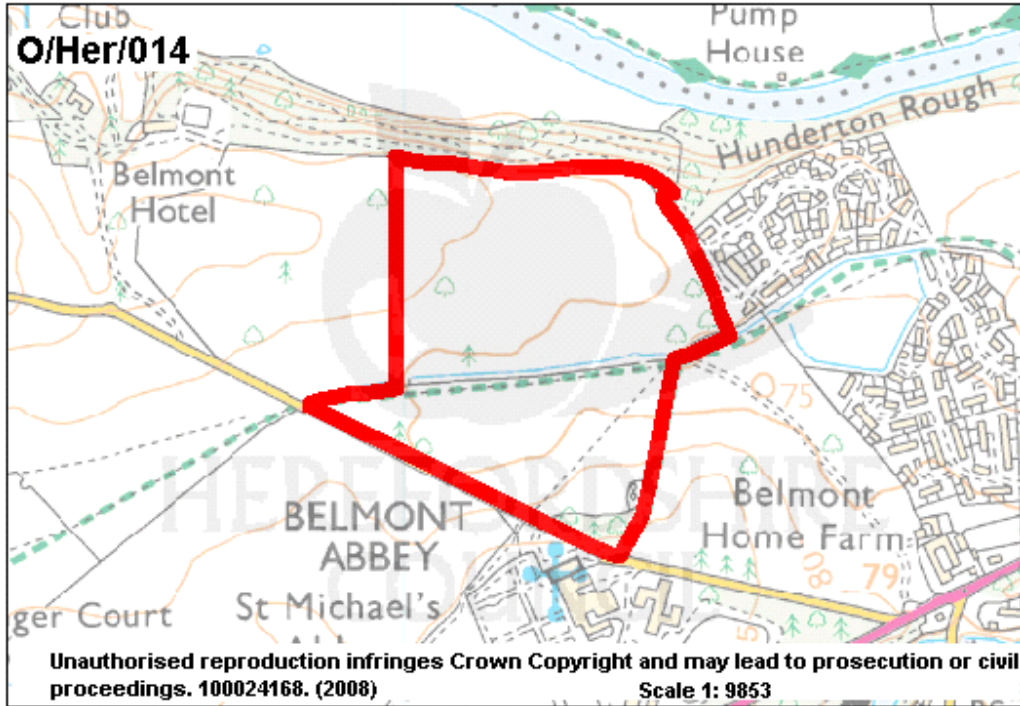 Club
O/Her/014
Pump
House
Hunderton Rough
Belmont
Hotel
75
HEREFORDSHIRE
COUNCIL
BELMONT
ABBEY
Belmont
Home Farm
80
79
ger Court
St Michael's
5
Unauthorised reproduction infringes Crown Copyright and may lead to prosecution or civil
proceedings. 100024168. (2008)
Scale 1: 9853